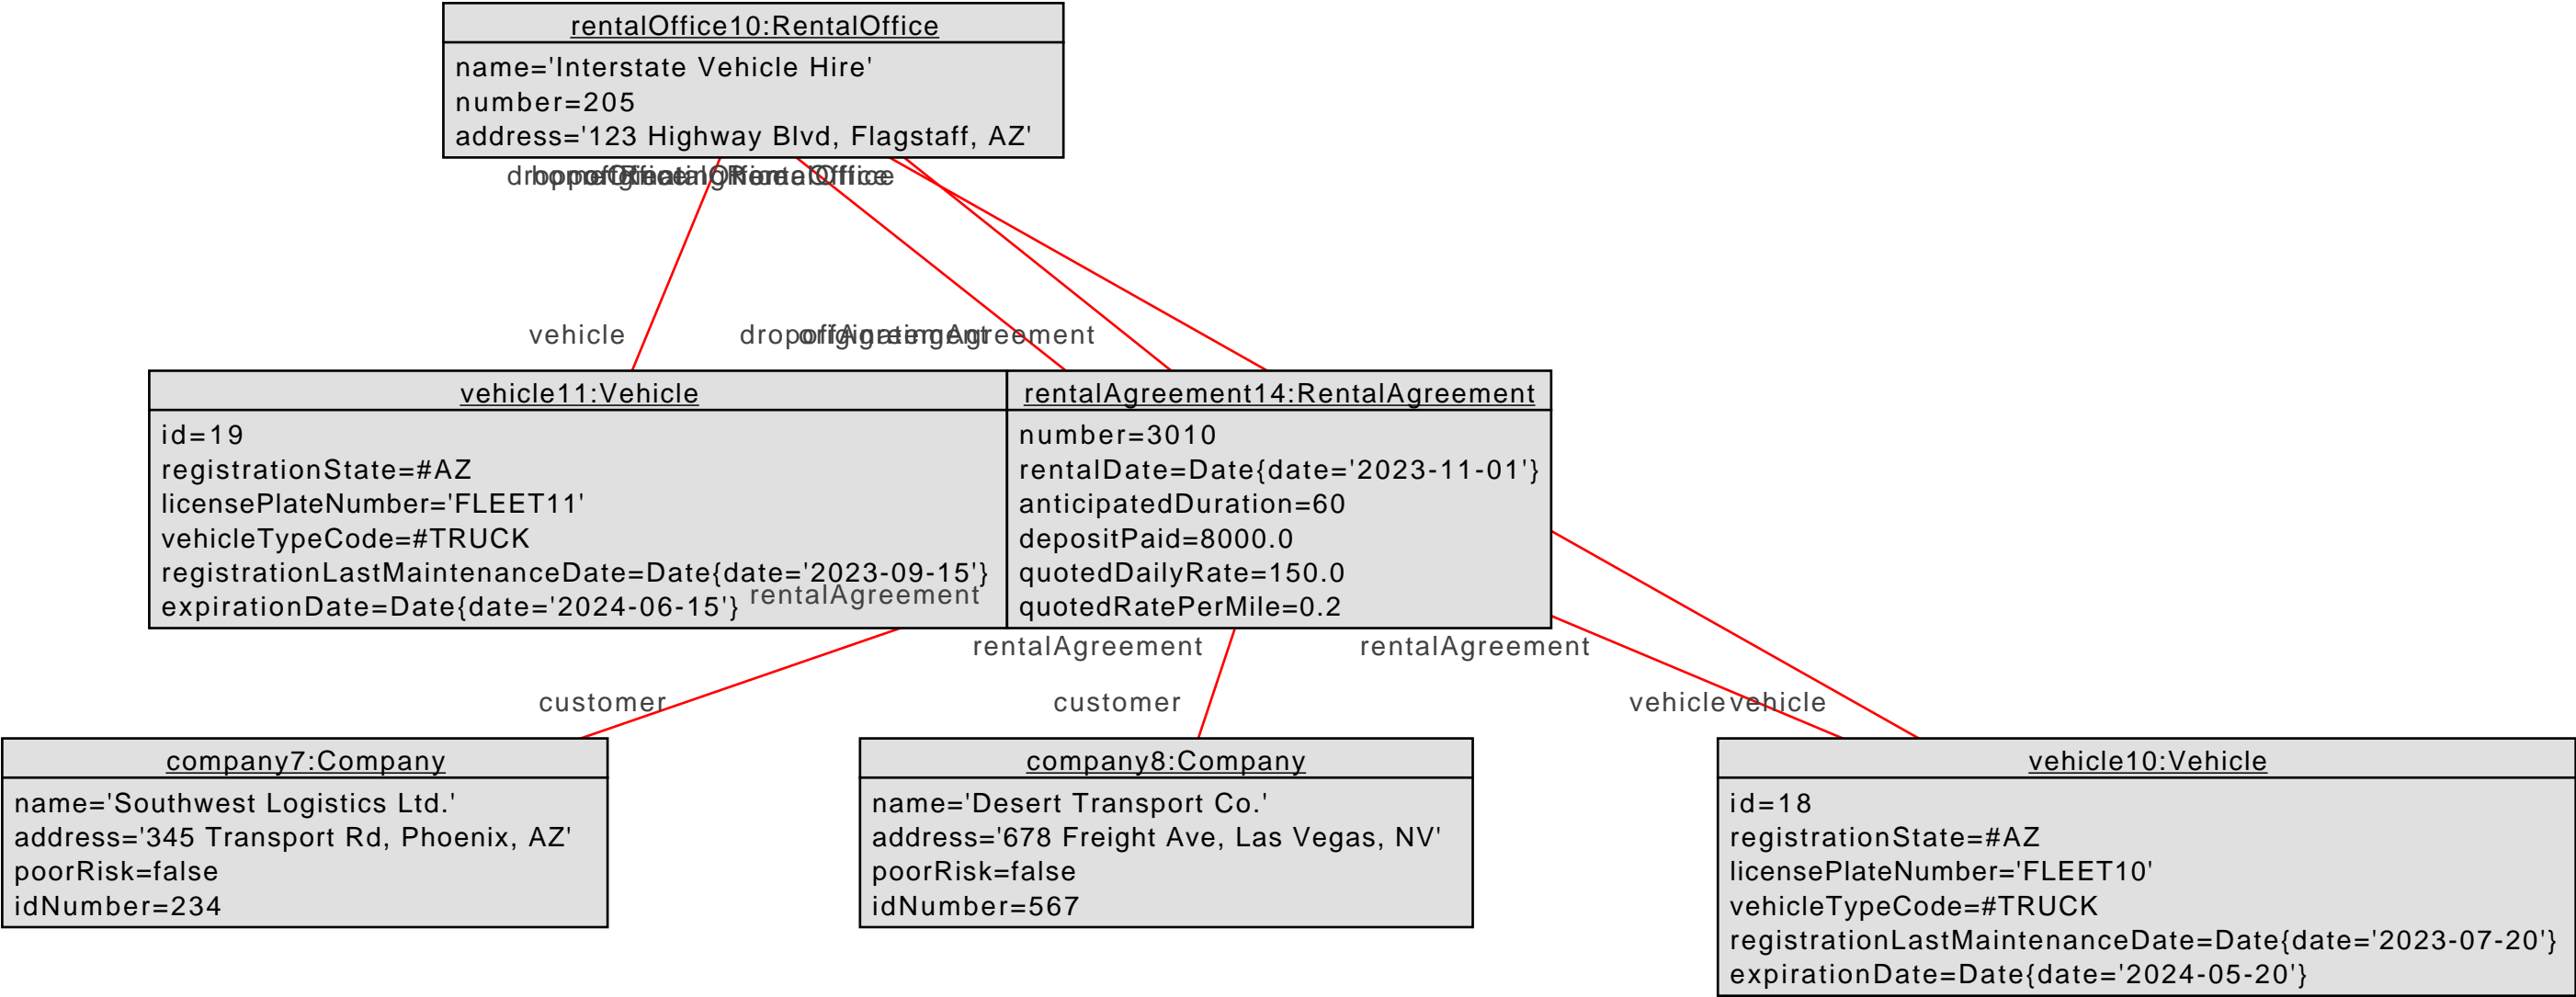 rentalOffice10:RentalOffice
name='Interstate Vehicle Hire'
number=205
address='123 Highway Blvd, Flagstaff, AZ'
vehicle
vehicle11:Vehicle
id=19
registrationState=#AZ
licensePlateNumber='FLEET11'
vehicleTypeCode=#TRUCK
registrationLastMaintenanceDate=Date{date='2023-09-15'}
expirationDate=Date{date='2024-06-15'}
rentalAgreement
rentalAgreement14:RentalAgreement
number=3010
rentalDate=Date{date='2023-11-01'}
anticipatedDuration=60
depositPaid=8000.0
quotedDailyRate=150.0
quotedRatePerMile=0.2
rentalAgreement
rentalAgreement
customer
customer
vehicle
vehicle
company7:Company
name='Southwest Logistics Ltd.'
address='345 Transport Rd, Phoenix, AZ'
poorRisk=false
idNumber=234
company8:Company
name='Desert Transport Co.'
address='678 Freight Ave, Las Vegas, NV'
poorRisk=false
idNumber=567
vehicle10:Vehicle
id=18
registrationState=#AZ
licensePlateNumber='FLEET10'
vehicleTypeCode=#TRUCK
registrationLastMaintenanceDate=Date{date='2023-07-20'}
expirationDate=Date{date='2024-05-20'}